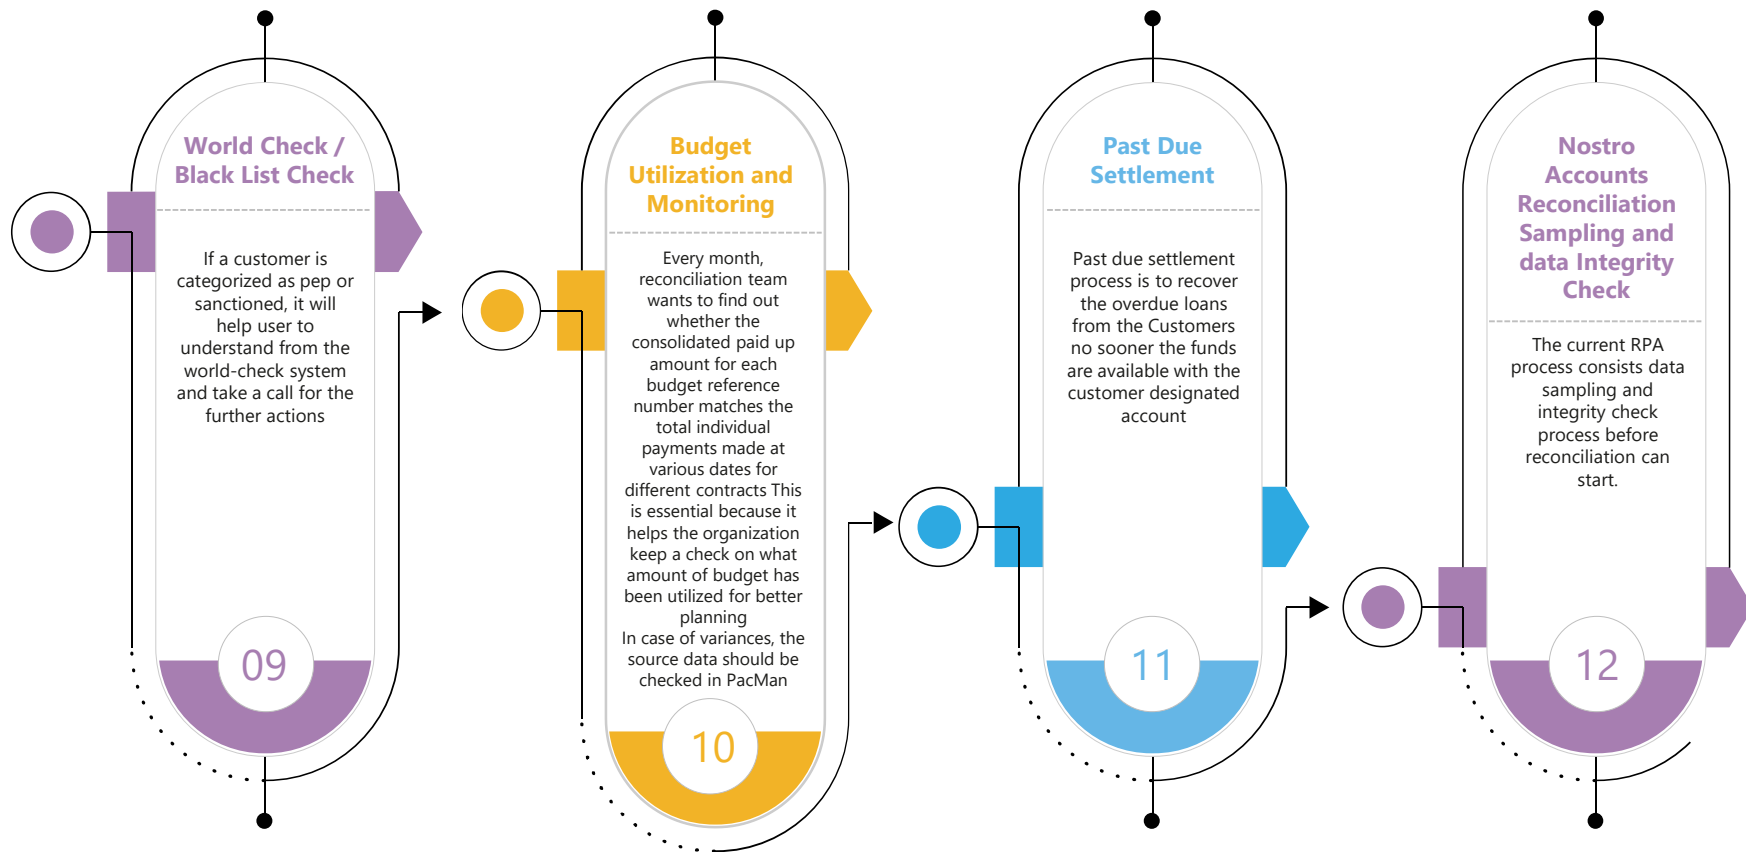 World Check /
Black List Check
If a customer is
categorized as pep or
sanctioned, it will
help user to
understand from the
world-check system
and take a call for the
further actions
09
Budget
Utilization and
Monitoring
Every month,
reconciliation team
wants to find out
whether the
consolidated paid up
amount for each
budget reference
number matches the
total individual
payments made at
various dates for
different contracts This
is essential because it
helps the organization
keep a check on what
amount of budget has
been utilized for better
planning
In case of variances, the
source data should be
checked in PacMan
10
Past Due
Settlement
Past due settlement
process is to recover
the overdue loans
from the Customers
no sooner the funds
are available with the
customer designated
account
11
Nostro
Accounts
Reconciliation
Sampling and
data Integrity
Check
The current RPA
process consists data
sampling and
integrity check
process before
reconciliation can
start.
12